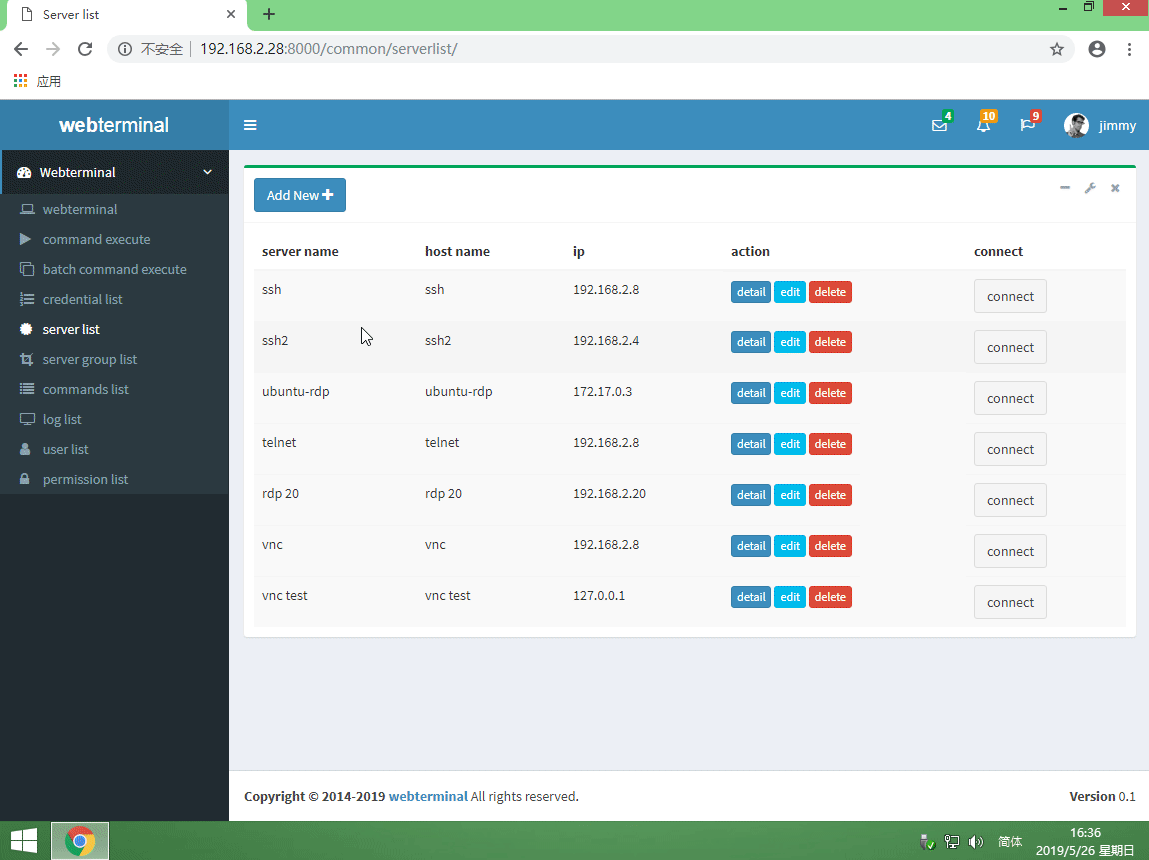 Server list
不安全 192.168.2.28:8000/common/serverlist/
应用
webterminal
4 10 9 jimmy
Webterminal
webterminal
command execute
batch command execute
credential list
server list
server group list
commands list
log list
user list
permission list
Add New
server name host name ip action connect
ssh ssh 192.168.2.8 detail edit delete connect
ssh2 ssh2 192.168.2.4 detail edit delete connect
ubuntu-rdp ubuntu-rdp 172.17.0.3 detail edit delete connect
telnet telnet 192.168.2.8 detail edit delete connect
rdp 20 rdp 20 192.168.2.20 detail edit delete connect
vnc vnc 192.168.2.8 detail edit delete connect
vnc test vnc test 127.0.0.1 detail edit delete connect
Copyright © 2014-2019 webterminal All rights reserved. Version 0.1
简体
16:36
2019/5/26 星期日